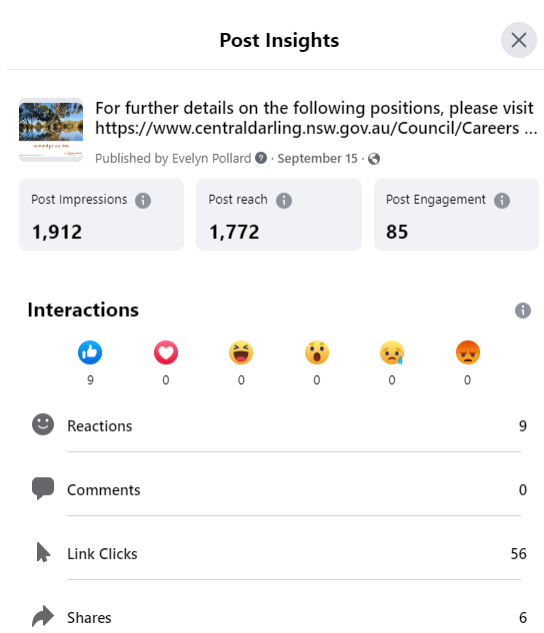 Post Insights
For further details on the following positions, please visit
https://www.centraldarling.nsw.gov.au/Council/Careers ...
Published by Evelyn Pollard · September 15 ·
Post Impressions
1,912
Post reach
1,772
Post Engagement
85
Interactions
9 0 0 0 0 0
Reactions 9
Comments 0
Link Clicks 56
Shares 6